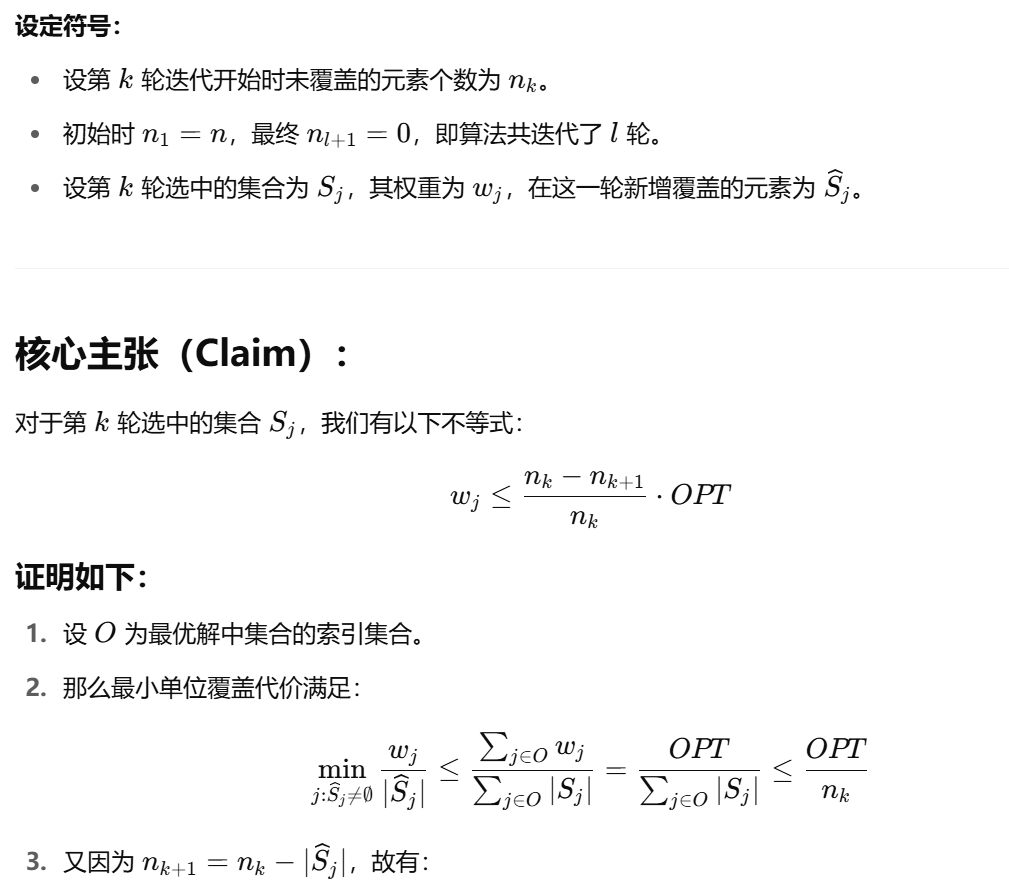 设定符号：
• 设第 $k$ 轮迭代开始时未覆盖的元素个数为 $n_k$。
• 初始时 $n_1 = n$，最终 $n_{l+1} = 0$，即算法共迭代了 $l$ 轮。
• 设第 $k$ 轮选中的集合为 $S_j$，其权重为 $w_j$，在这一轮新增覆盖的元素为 $\widehat{S}_j$。
核心主张（Claim）：
对于第 $k$ 轮选中的集合 $S_j$，我们有以下不等式：
$w_j \leq \frac{n_k - n_{k+1}}{n_k} \cdot OPT$
证明如下：
1. 设 $O$ 为最优解中集合的索引集合。
2. 那么最小单位覆盖代价满足：
$\min_{j:\widehat{S}_j \neq \emptyset} \frac{w_j}{|\widehat{S}_j|} \leq \frac{\sum_{j \in O} w_j}{\sum_{j \in O} |S_j|} = \frac{OPT}{\sum_{j \in O} |S_j|} \leq \frac{OPT}{n_k}$
3. 又因为 $n_{k+1} = n_k - |\widehat{S}_j|$，故有：